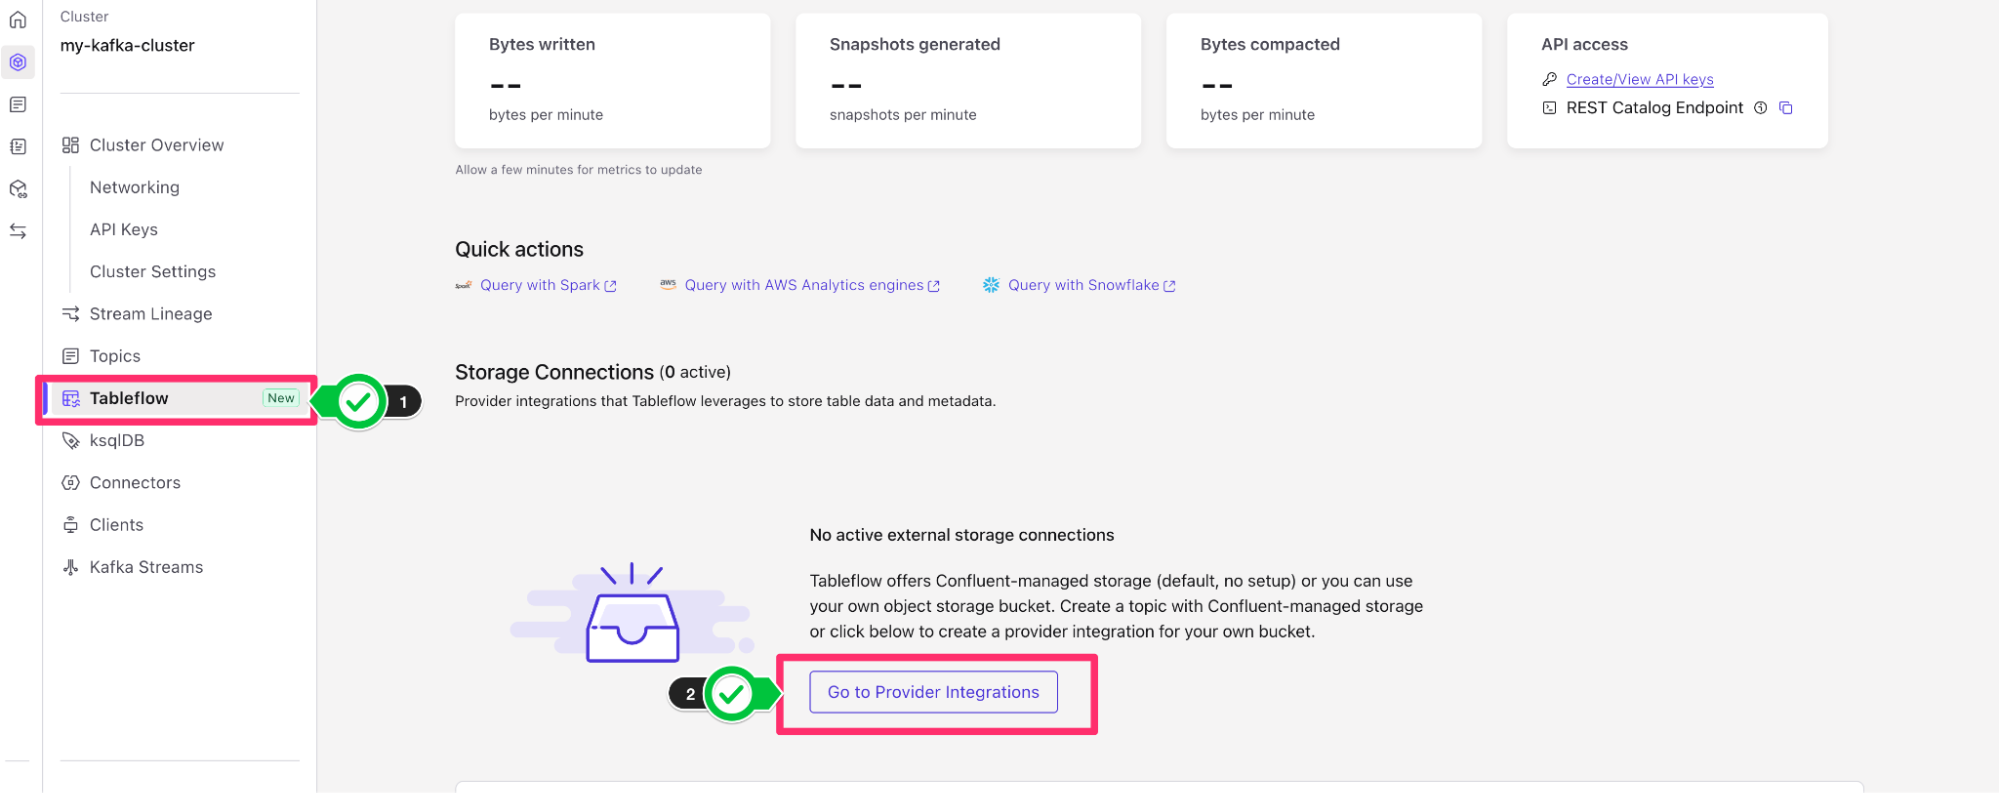 Cluster
my-kafka-cluster
Cluster Overview
Networking
API Keys
Cluster Settings
Stream Lineage
Topics
Tableflow New
1
ksqlDB
Connectors
Clients
Kafka Streams
Bytes written
--
bytes per minute
Snapshots generated
--
snapshots per minute
Bytes compacted
--
bytes per minute
API access
Create/View API keys
REST Catalog Endpoint
Allow a few minutes for metrics to update
Quick actions
Spark Query with Spark
aws Query with AWS Analytics engines
Query with Snowflake
Storage Connections (0 active)
Provider integrations that Tableflow leverages to store table data and metadata.
No active external storage connections
Tableflow offers Confluent-managed storage (default, no setup) or you can use
your own object storage bucket. Create a topic with Confluent-managed storage
or click below to create a provider integration for your own bucket.
2
Go to Provider Integrations